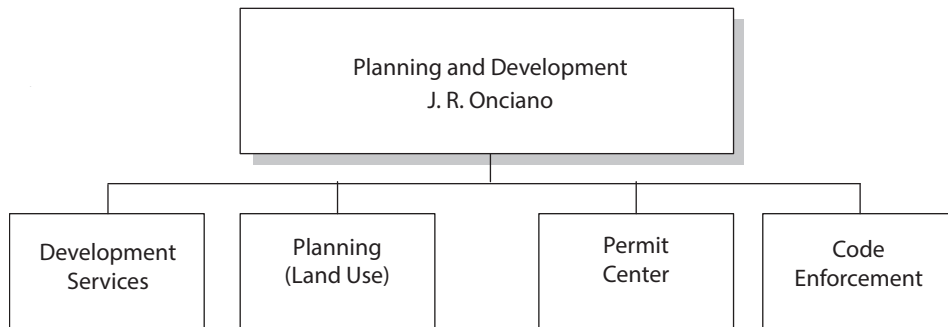 Planning and Development
J. R. Onciano
Development
Services
Planning
(Land Use)
Permit
Center
Code
Enforcement